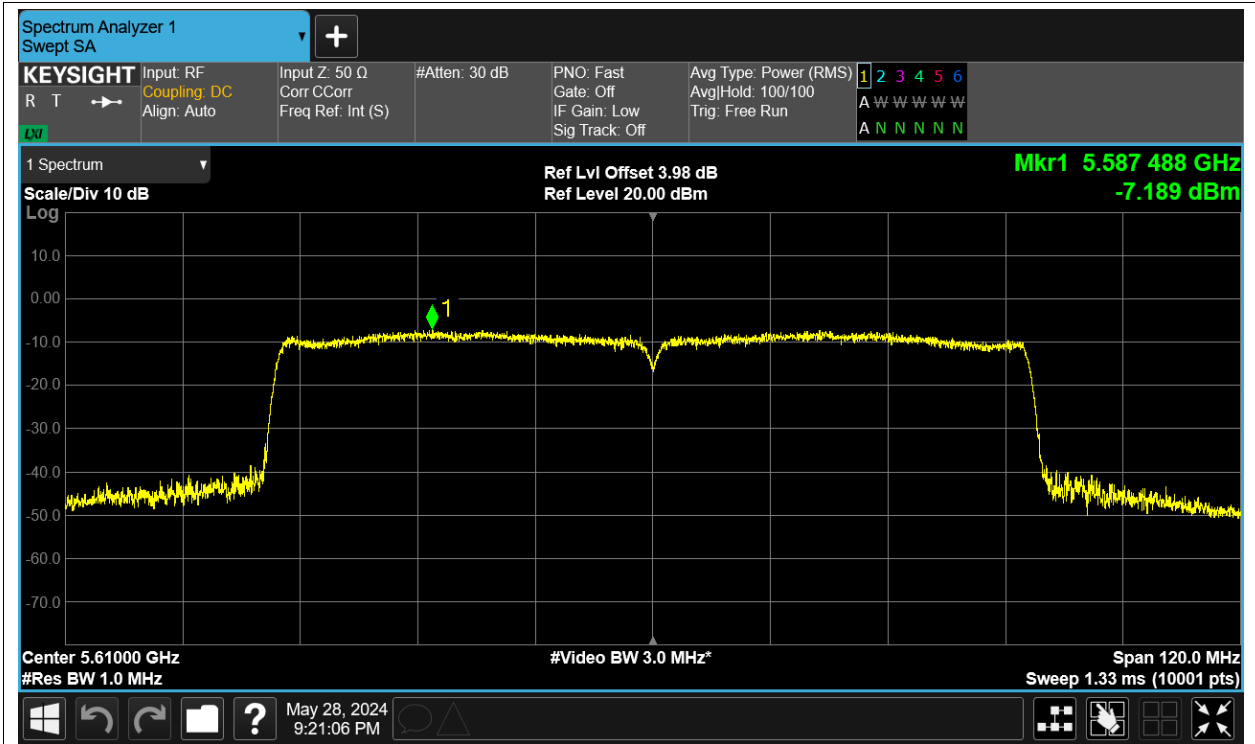 Spectrum Analyzer 1
Swept SA
+
KEYSIGHT
R T
LXI
Input: RF
Coupling: DC
Align: Auto
Input Z: 50 Ω
Corr CCorr
Freq Ref: Int (S)
#Atten: 30 dB
PNO: Fast
Gate: Off
IF Gain: Low
Sig Track: Off
Avg Type: Power (RMS)
Avg|Hold: 100/100
Trig: Free Run
1 2 3 4 5 6
A W W W W W
A N N N N N
1 Spectrum
Scale/Div 10 dB
Log
Ref Lvl Offset 3.98 dB
Ref Level 20.00 dBm
Mkr1 5.587 488 GHz
-7.189 dBm
10.0
0.00
1
-10.0
-20.0
-30.0
-40.0
-50.0
-60.0
-70.0
Center 5.61000 GHz
#Res BW 1.0 MHz
#Video BW 3.0 MHz*
Span 120.0 MHz
Sweep 1.33 ms (10001 pts)
?
May 28, 2024
9:21:06 PM